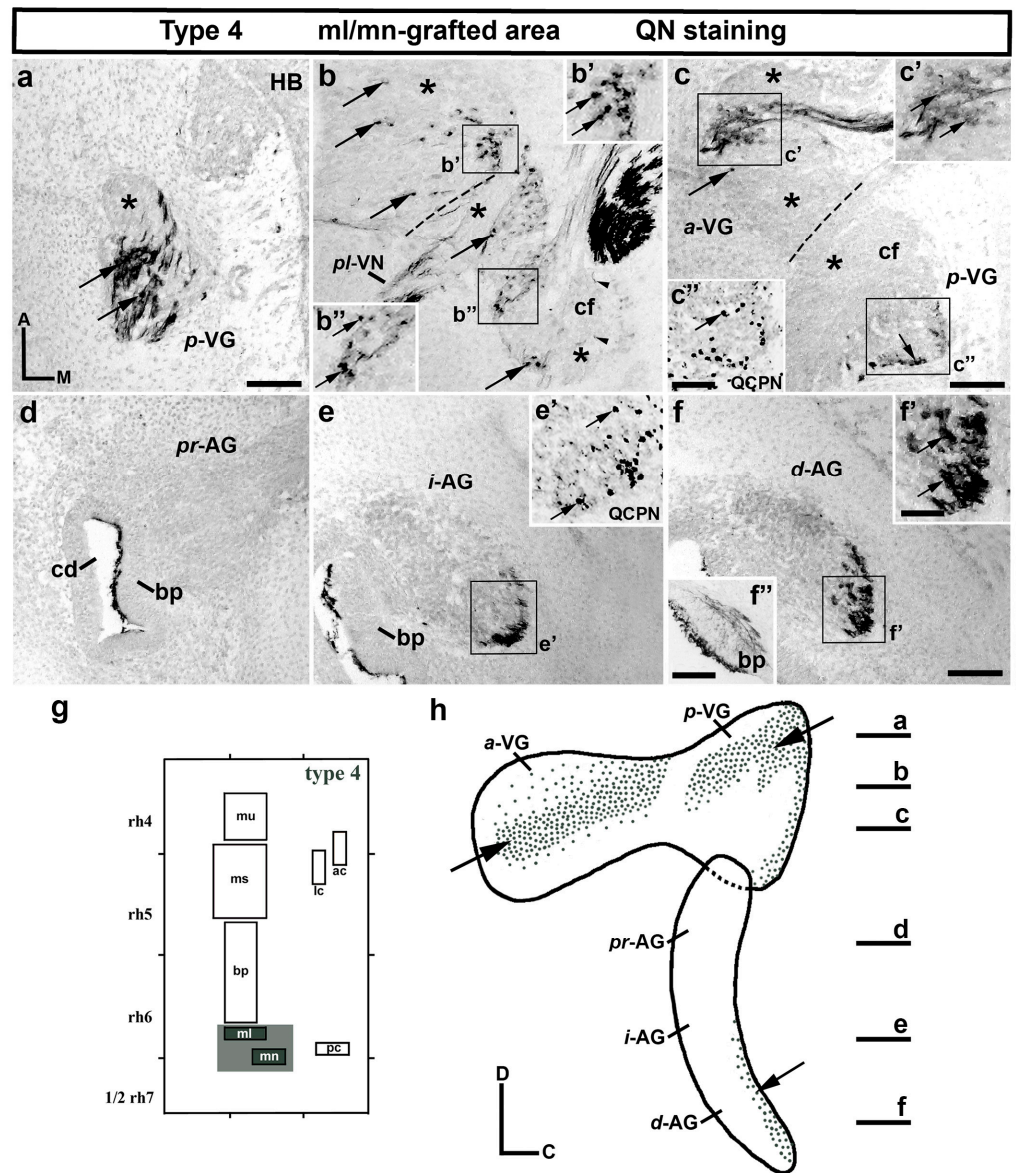 Type 4 ml/mn-grafted area QN staining
a HB * p-VG A M
b * b’ b’ * pl-VN b’’ b’’ cf *
c * c’ c’ a-VG * * cf p-VG c’’ c’’ QCPN
d pr-AG cd bp
e i-AG e’ QCPN bp e’
f d-AG f’ f’’ bp f’
g
type 4
rh4 mu
ac
lc
ms
rh5
bp
rh6
ml
mn pc
1/2 rh7
h
a-VG p-VG
a
b
c
pr-AG d
i-AG e
d-AG f
D
C